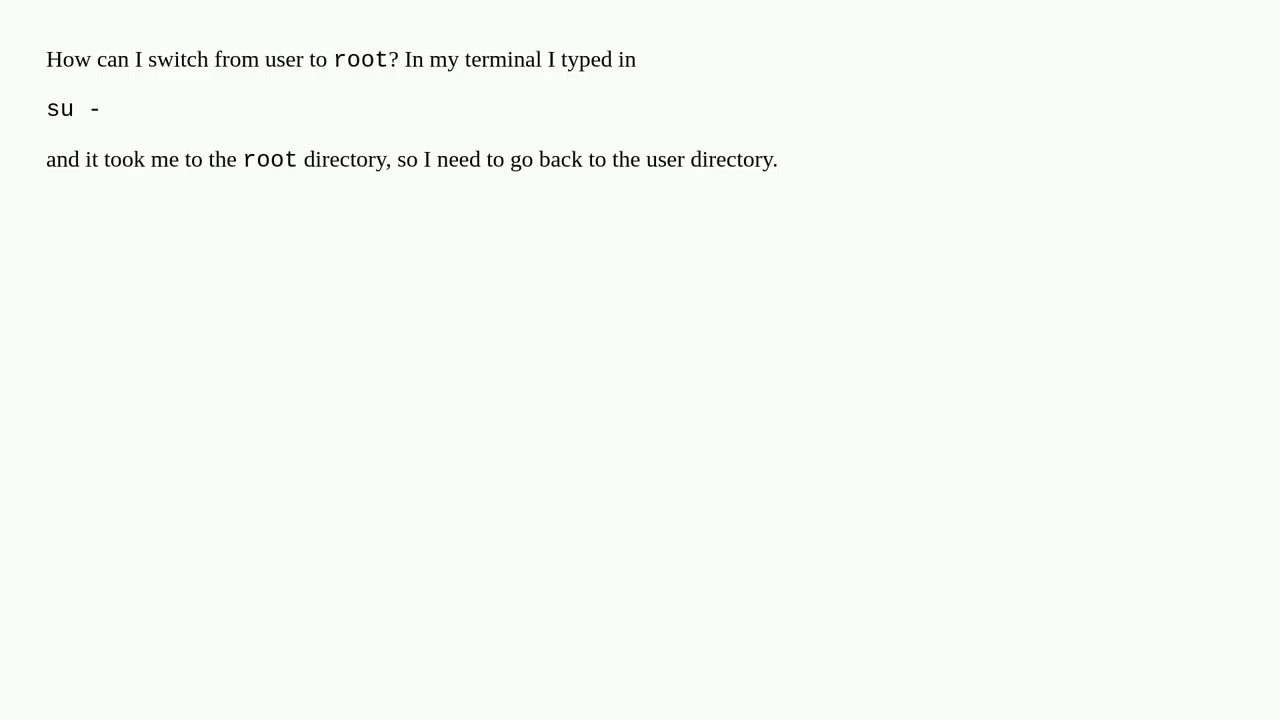 How can I switch from user to root? In my terminal I typed in
su -
and it took me to the root directory, so I need to go back to the user directory.